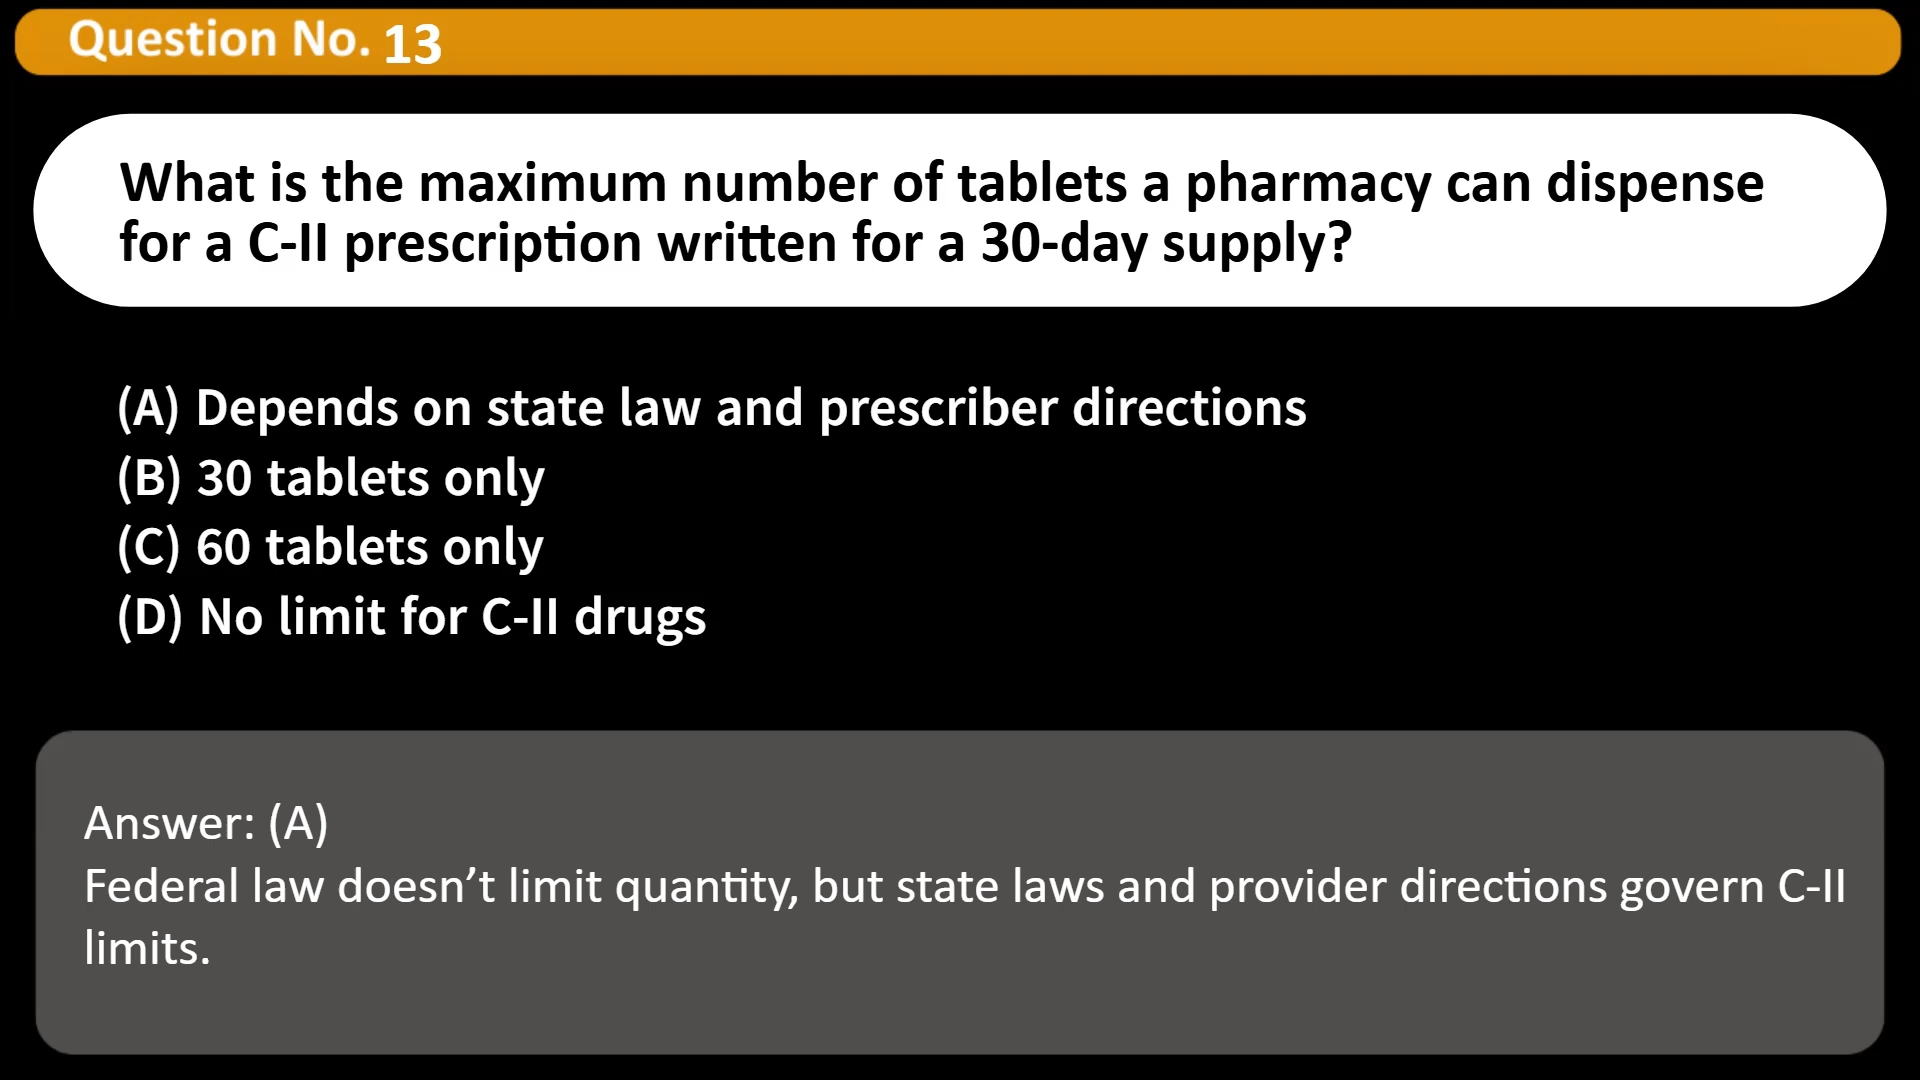 Question No. 13
What is the maximum number of tablets a pharmacy can dispense
for a C-II prescription written for a 30-day supply?
(A) Depends on state law and prescriber directions
(B) 30 tablets only
(C) 60 tablets only
(D) No limit for C-II drugs
Answer: (A)
Federal law doesn’t limit quantity, but state laws and provider directions govern C-II
limits.